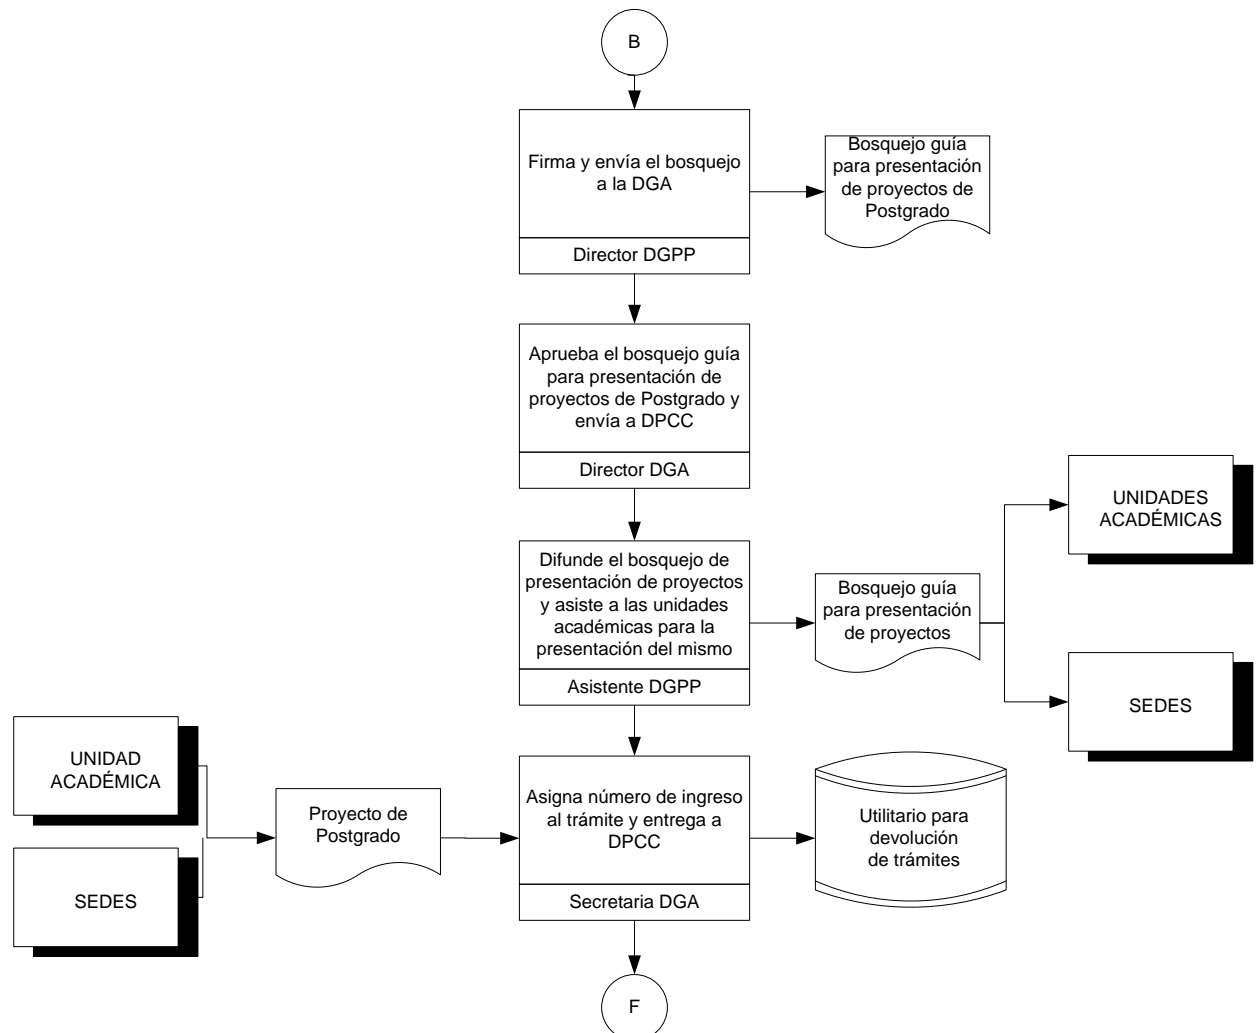 B
Firma y envía el bosquejo
a la DGA
Director DGPP
Bosquejo guía
para presentación
de proyectos de
Postgrado
Aprueba el bosquejo guía
para presentación de
proyectos de Postgrado y
envía a DPCC
Director DGA
Difunde el bosquejo de
presentación de proyectos
y asiste a las unidades
académicas para la
presentación del mismo
Asistente DGPP
Bosquejo guía
para presentación
de proyectos
UNIDADES
ACADÉMICAS
SEDES
UNIDAD
ACADÉMICA
SEDES
Proyecto de
Postgrado
Asigna número de ingreso
al trámite y entrega a
DPCC
Secretaria DGA
Utilitario para
devolución
de trámites
F